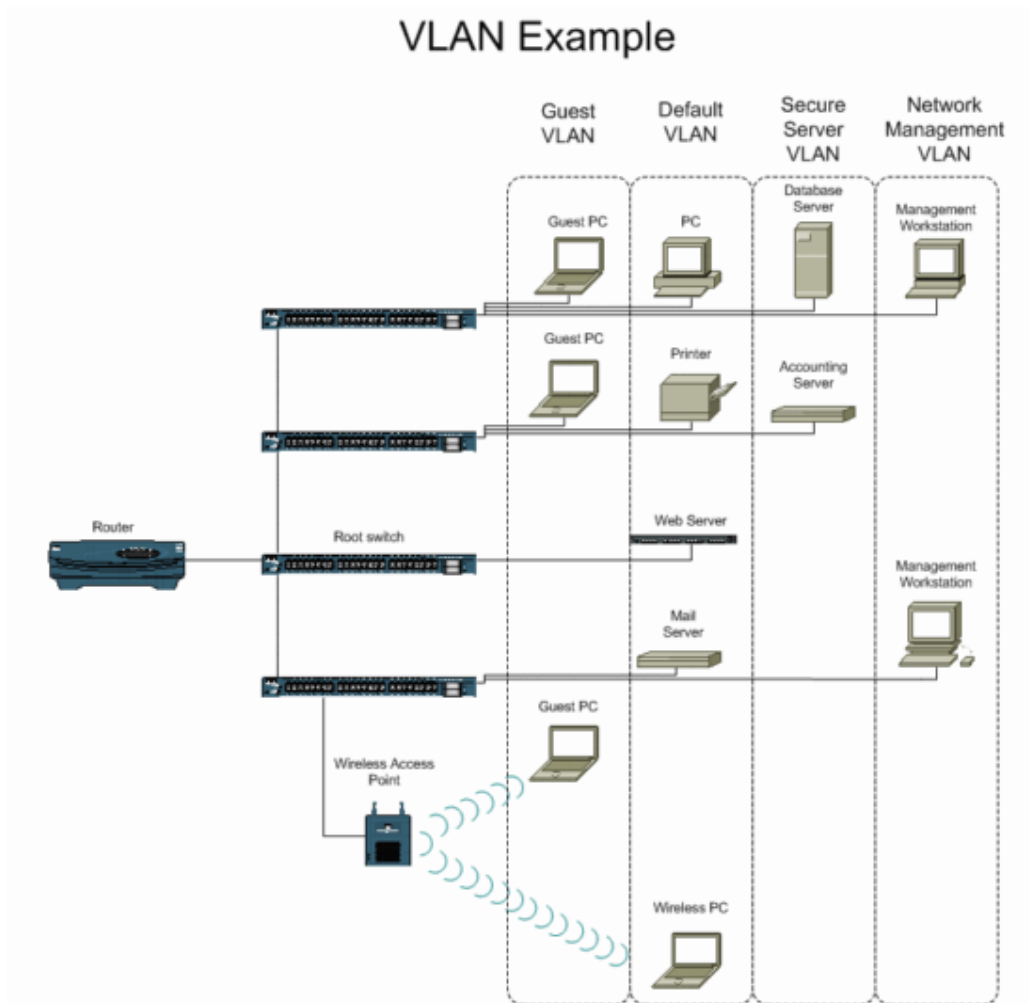 VLAN Example
Guest
VLAN
Default
VLAN
Secure
Server
VLAN
Network
Management
VLAN
Database
Server
Guest PC
PC
Management
Workstation
Guest PC
Printer
Accounting
Server
Router
Root switch
Web Server
Management
Workstation
Mail
Server
Guest PC
Wireless Access
Point
Wireless PC